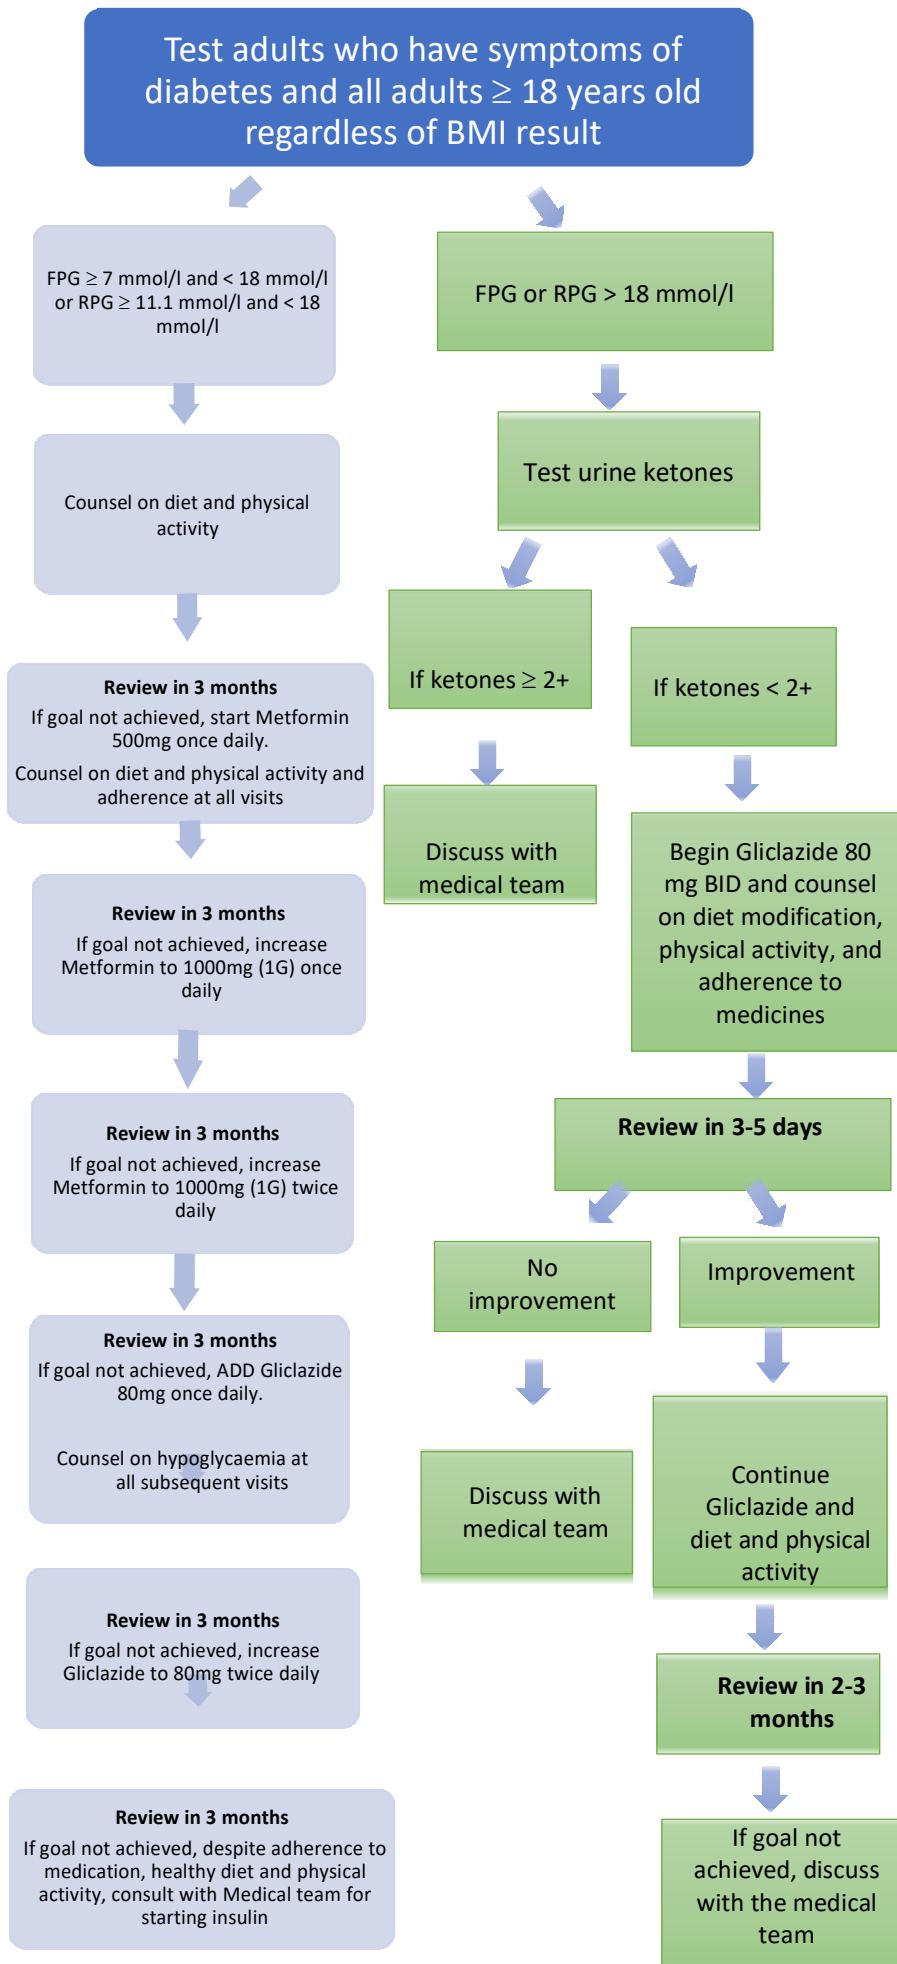 Test adults who have symptoms of
diabetes and all adults ≥ 18 years old
regardless of BMI result
FPG ≥ 7 mmol/l and < 18 mmol/l
or RPG ≥ 11.1 mmol/l and < 18
mmol/l
Counsel on diet and physical
activity
Review in 3 months
If goal not achieved, start Metformin
500mg once daily.
Counsel on diet and physical activity and
adherence at all visits
Review in 3 months
If goal not achieved, increase
Metformin to 1000mg (1G) once
daily
Review in 3 months
If goal not achieved, increase
Metformin to 1000mg (1G) twice
daily
Review in 3 months
If goal not achieved, ADD Gliclazide
80mg once daily.
Counsel on hypoglycaemia at
all subsequent visits
Review in 3 months
If goal not achieved, increase
Gliclazide to 80mg twice daily
Review in 3 months
If goal not achieved, despite adherence to
medication, healthy diet and physical
activity, consult with Medical team for
starting insulin
FPG or RPG > 18 mmol/l
Test urine ketones
If ketones ≥ 2+
Discuss with
medical team
If ketones < 2+
Begin Gliclazide 80
mg BID and counsel
on diet modification,
physical activity, and
adherence to
medicines
Review in 3-5 days
No
improvement
Discuss with
medical team
Improvement
Continue
Gliclazide and
diet and physical
activity
Review in 2-3
months
If goal not
achieved, discuss
with the medical
team